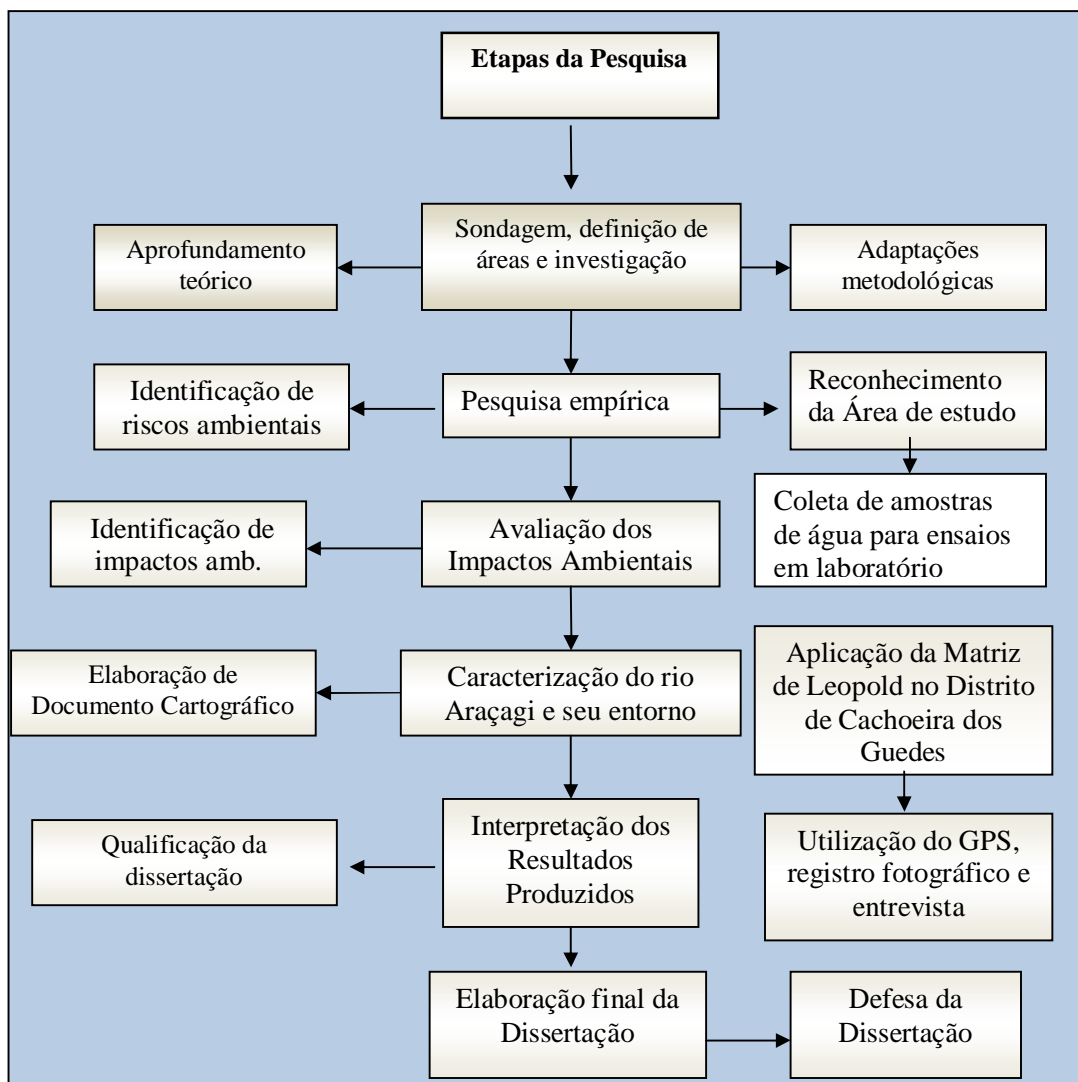 Etapas da Pesquisa
Aprofundamento
teórico
Sondagem, definição de
áreas e investigação
Adaptações
metodológicas
Identificação de
riscos ambientais
Pesquisa empírica
Reconhecimento
da Área de estudo
Coleta de amostras
de água para ensaios
em laboratório
Identificação de
impactos amb.
Avaliação dos
Impactos Ambientais
Elaboração de
Documento Cartográfico
Caracterização do rio
Araçagi e seu entorno
Aplicação da Matriz
de Leopold no Distrito
de Cachoeira dos
Guedes
Qualificação da
dissertação
Interpretação dos
Resultados
Produzidos
Utilização do GPS,
registro fotográfico e
entrevista
Elaboração final da
Dissertação
Defesa da
Dissertação